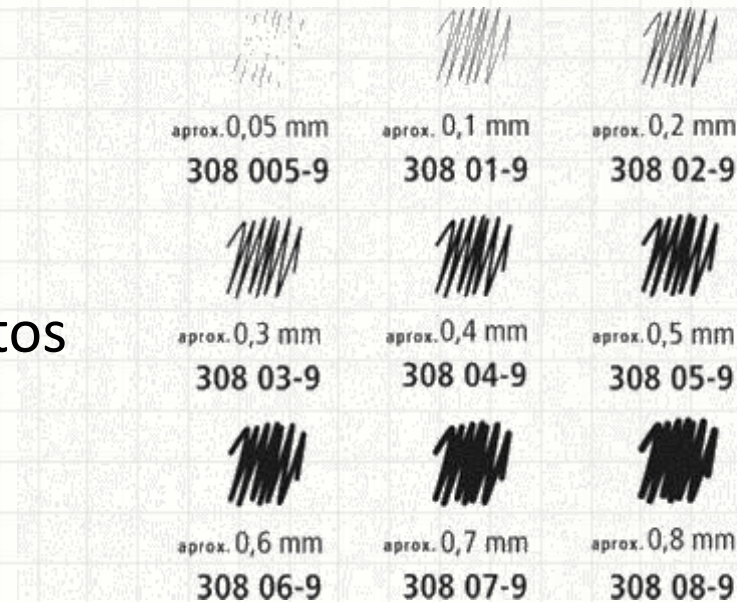 aprox. 0,05 mm aprox. 0,1 mm aprox. 0,2 mm
308 005-9 308 01-9 308 02-9
tos
aprox. 0,3 mm aprox. 0,4 mm aprox. 0,5 mm
308 03-9 308 04-9 308 05-9
aprox. 0,6 mm aprox. 0,7 mm aprox. 0,8 mm
308 06-9 308 07-9 308 08-9